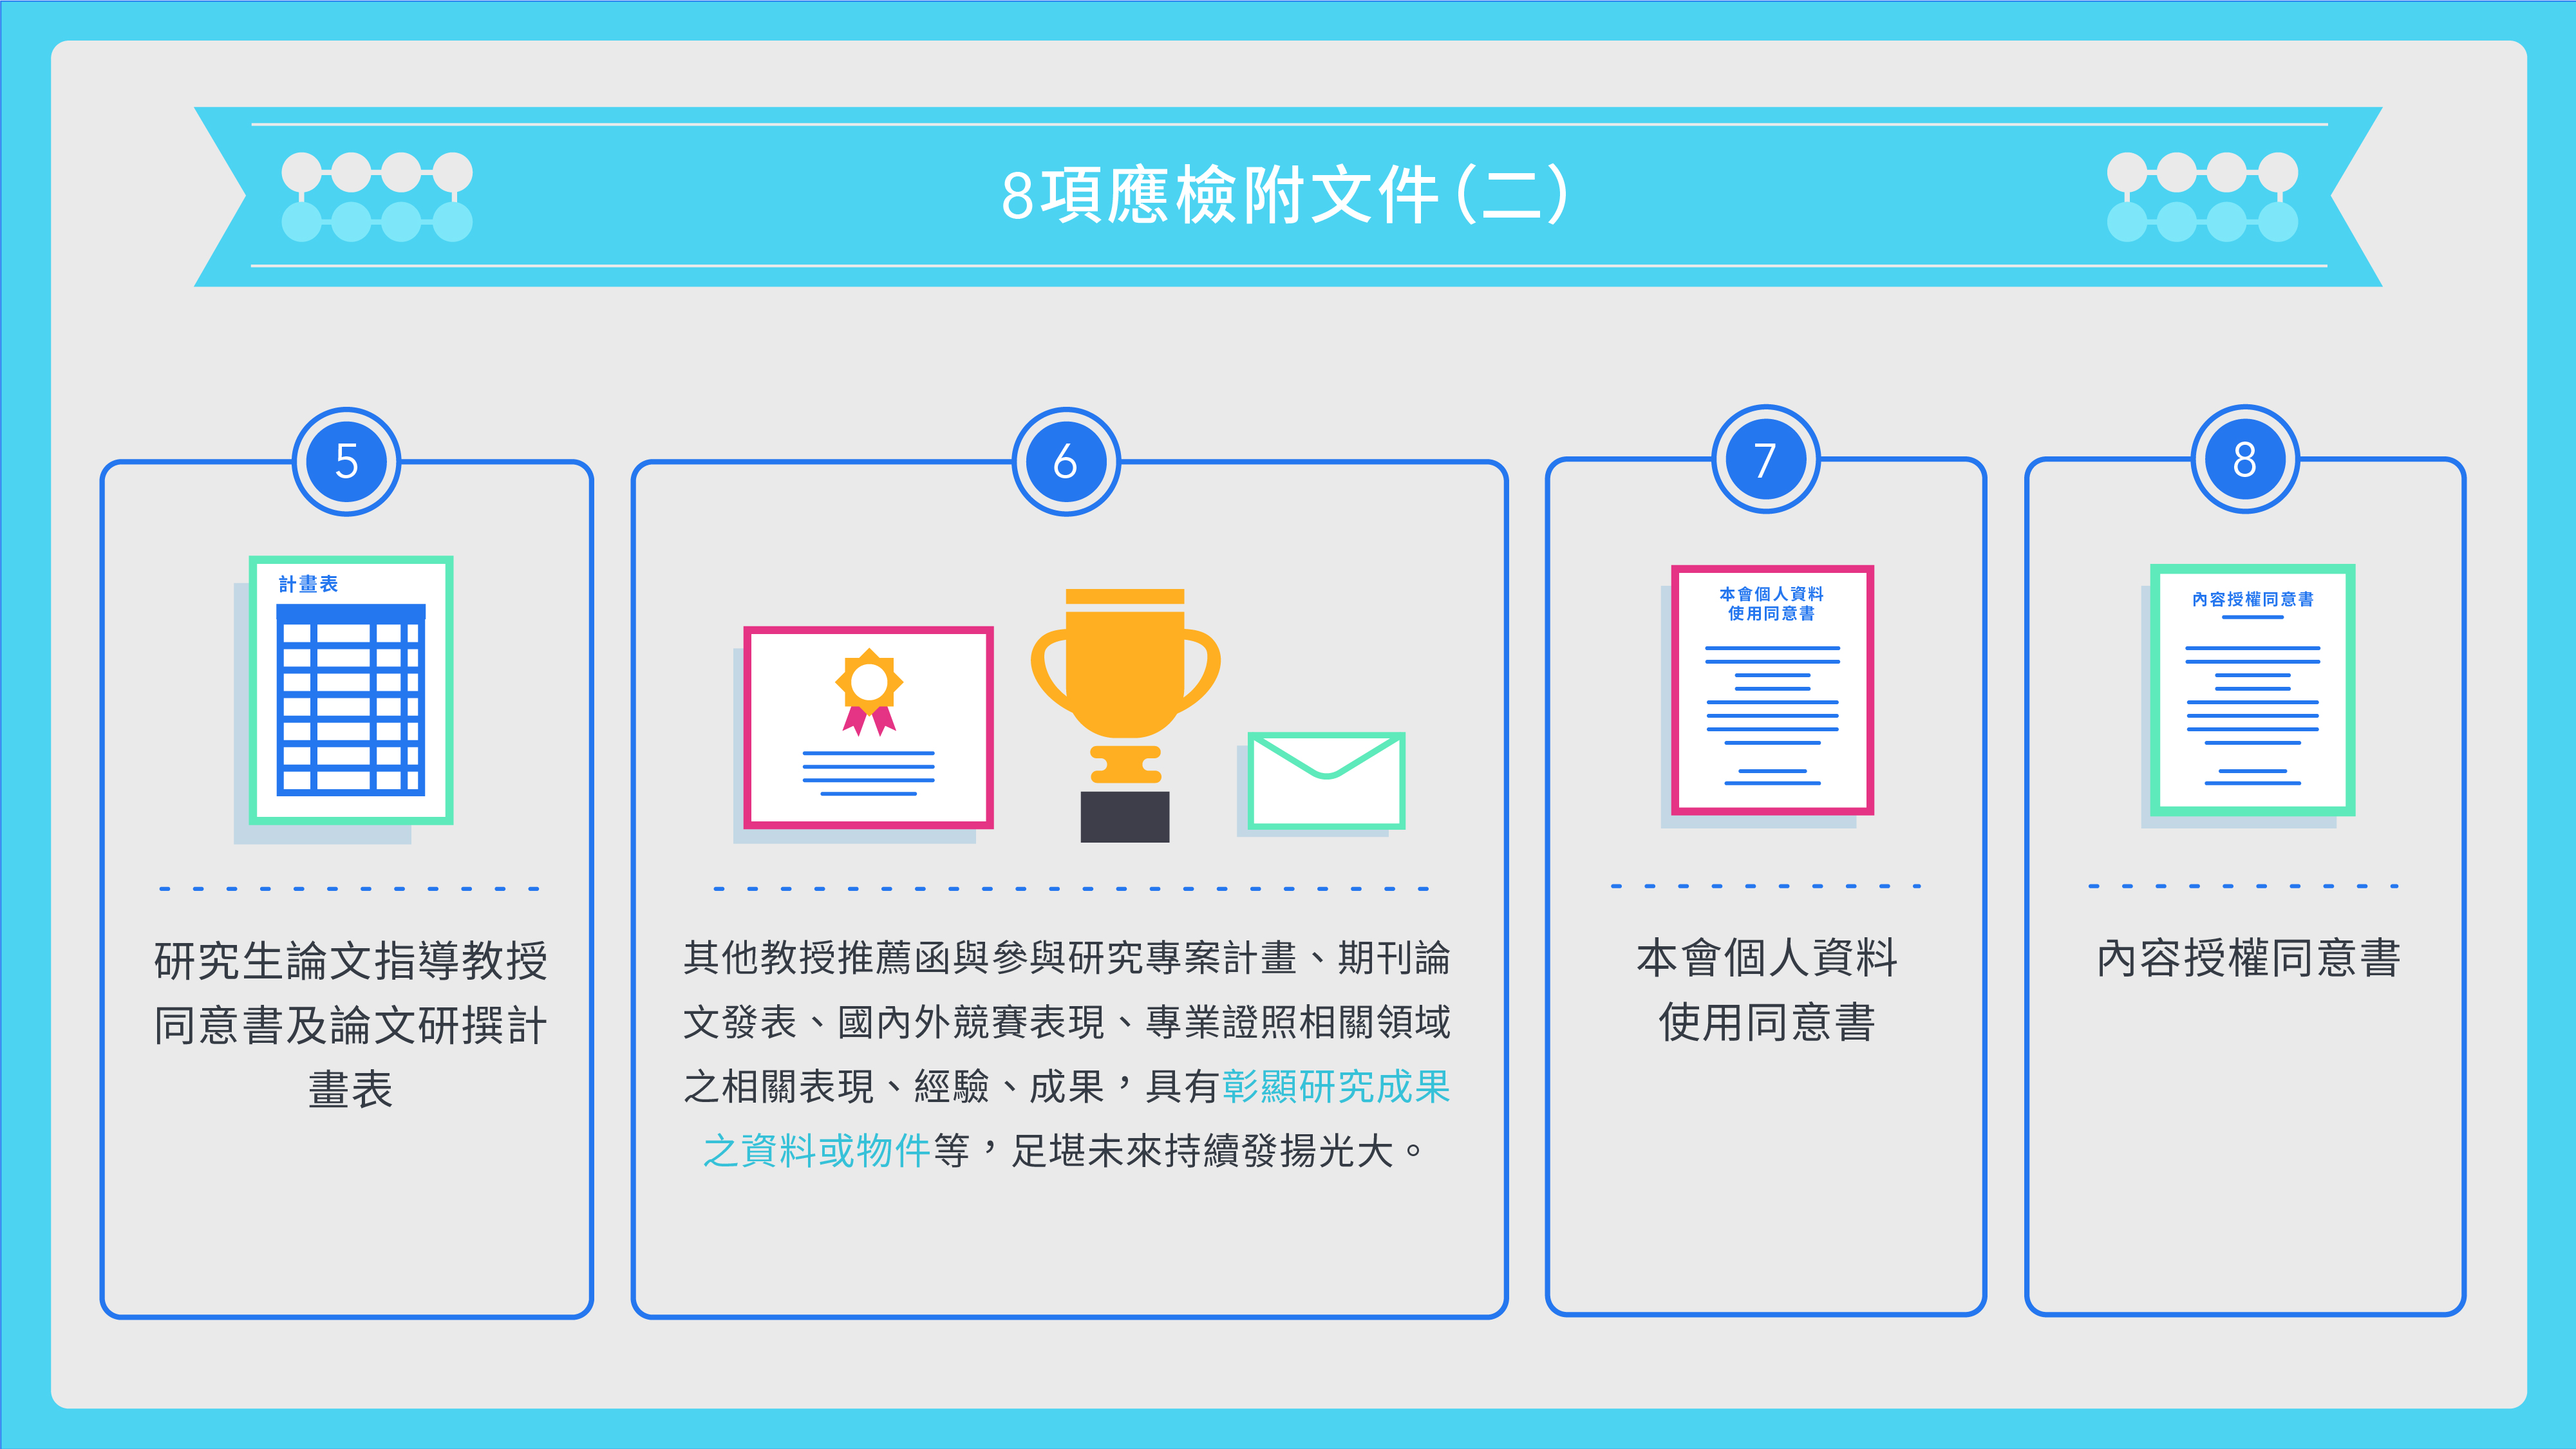 8項應檢附文件(二)
5
計畫表
研究生論文指導教授
同意書及論文研撰計
畫表
6
其他教授推薦函與參與研究專案計畫、期刊論
文發表、國內外競賽表現、專業證照相關領域
之相關表現、經驗、成果，具有彰顯研究成果
之資料或物件等，足堪未來持續發揚光大。
7
本會個人資料
使用同意書
本會個人資料
使用同意書
8
內容授權同意書
內容授權同意書